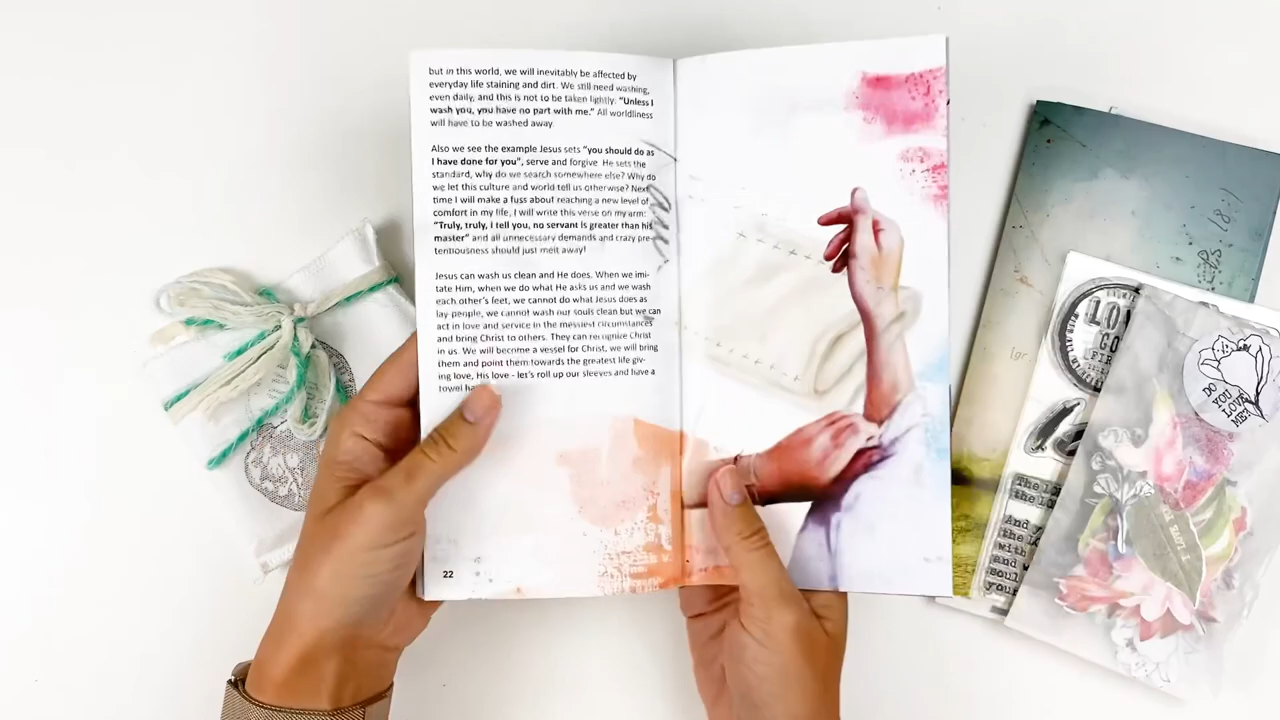 but in this world, we will inevitably be affected by
everyday life staining and dirt. We still need washing,
even daily, and this is not to be taken lightly: "Unless I
wash you, you have no part with me." All worldliness
will have to be washed away.
Also we see the example Jesus sets "you should do as
I have done for you", serve and forgive. He sets the
standard, why do we search somewhere else? Why do
we let this culture and world tell us otherwise? Next
time I will make a fuss about reaching a new level of
comfort in my life, I will write this verse on my arm:
"Truly, truly, I tell you, no servant is greater than his
master" and all unnecessary demands and crazy pre-
tentiousness should just melt away!
Jesus can wash us clean and He does. When we imi-
tate Him, when we do what He asks us and we wash
each other's feet, we cannot do what Jesus does as
lay people, we cannot wash our souls clean but we can
act in love and service in the messiest circumstances
and bring Christ to others. They can recognize Christ
in us. We will become a vessel for Christ, we will bring
them and point them towards the greatest life giv-
ing love, His love - let's roll up our sleeves and have a
towel
22
Ps. 18:1
DO
YOU
LOVE
ME?
I LOVE
And
with
and
soul
your